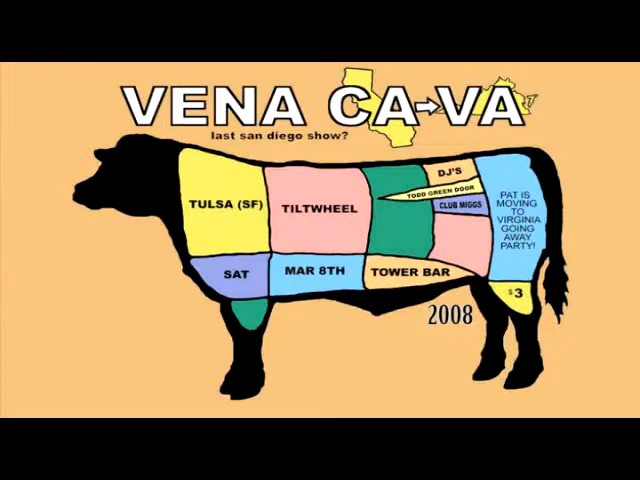 VENA CA→VA
last san diego show?
TULSA (SF)
TILTWHEEL
DJ'S
TODD GREEN DOOR
CLUB MIGGS
PAT IS
MOVING
TO
VIRGINIA
GOING
AWAY
PARTY!
SAT
MAR 8TH
TOWER BAR
$3
2008